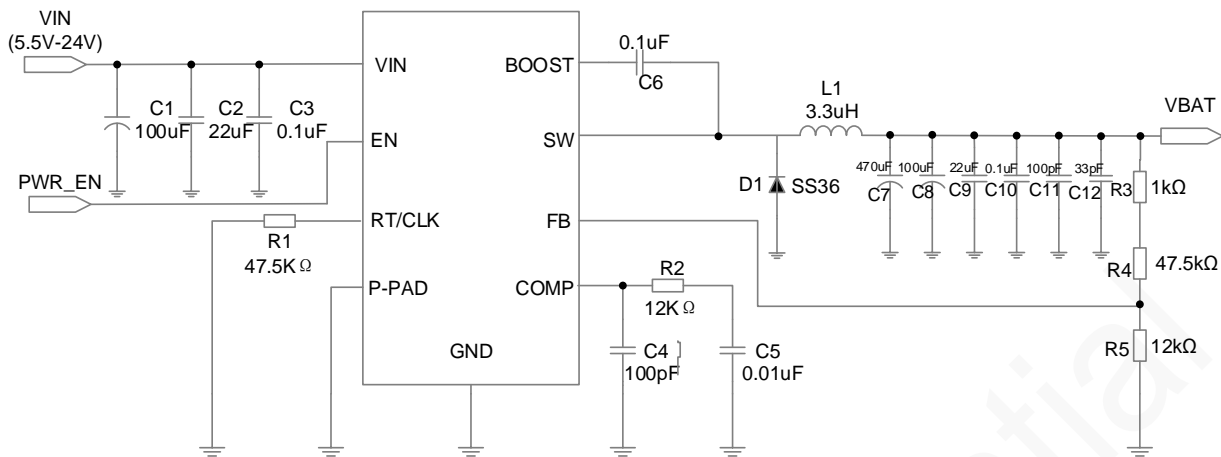 VIN
(5.5V-24V)
C1
100uF
C2
22uF
C3
0.1uF
PWR_EN
R1
47.5KΩ
VIN
EN
RT/CLK
P-PAD
GND
BOOST
SW
FB
COMP
0.1uF
C6
L1
3.3uH
VBAT
D1
SS36
470uF
C7
100uF
C8
22uF
C9
0.1uF
C10
100pF
C11
33pF
C12
R3
1kΩ
R4
47.5kΩ
R5
12kΩ
R2
12KΩ
C4
100pF
C5
0.01uF